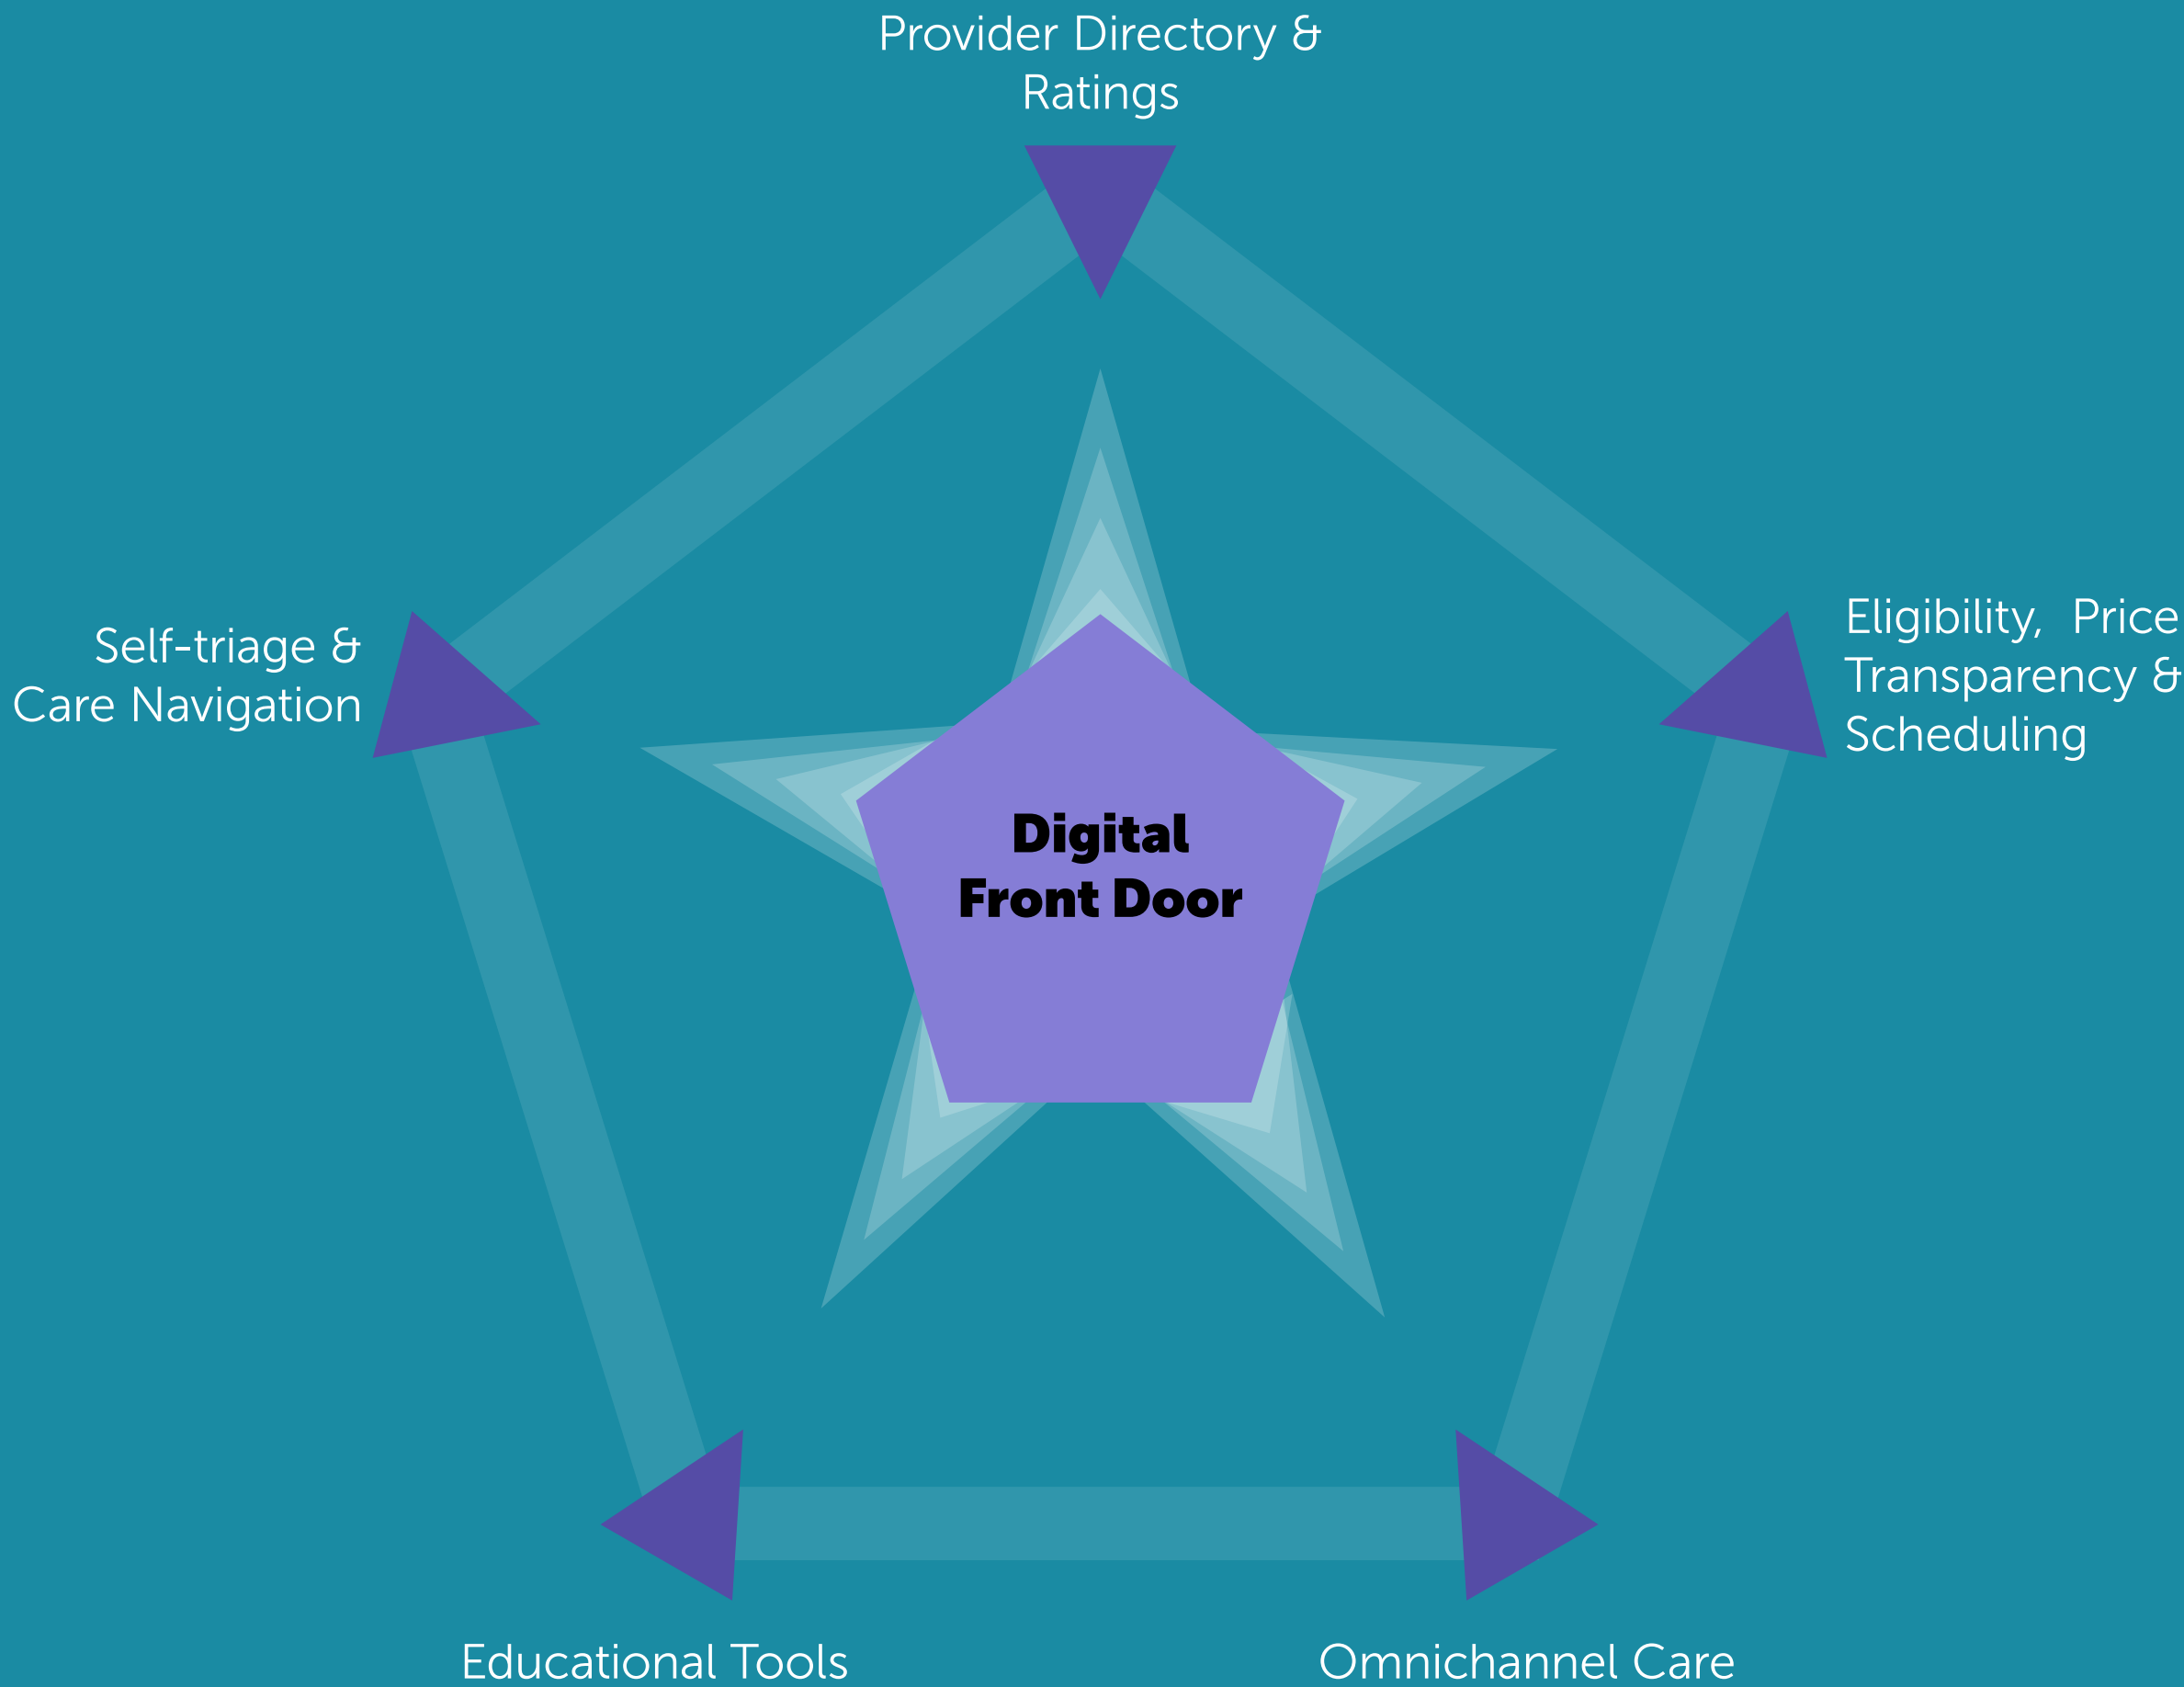 Provider Directory &
Ratings
Self-triage &
Care Navigation
Eligibility, Price
Transparency &
Scheduling
Digital
Front Door
Educational Tools
Omnichannel Care